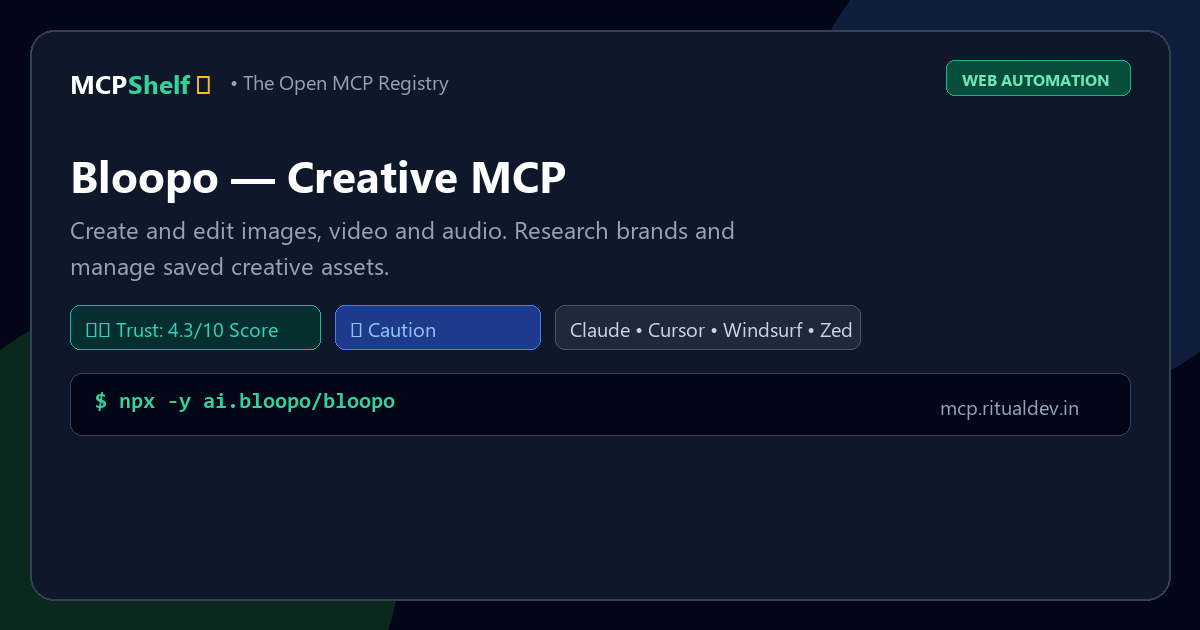 MCPShelf • The Open MCP Registry
WEB AUTOMATION
Bloopo — Creative MCP
Create and edit images, video and audio. Research brands and
manage saved creative assets.
Trust: 4.3/10 Score
Caution
Claude • Cursor • Windsurf • Zed
$ npx -y ai.bloopo/bloopo
mcp.ritualdev.in